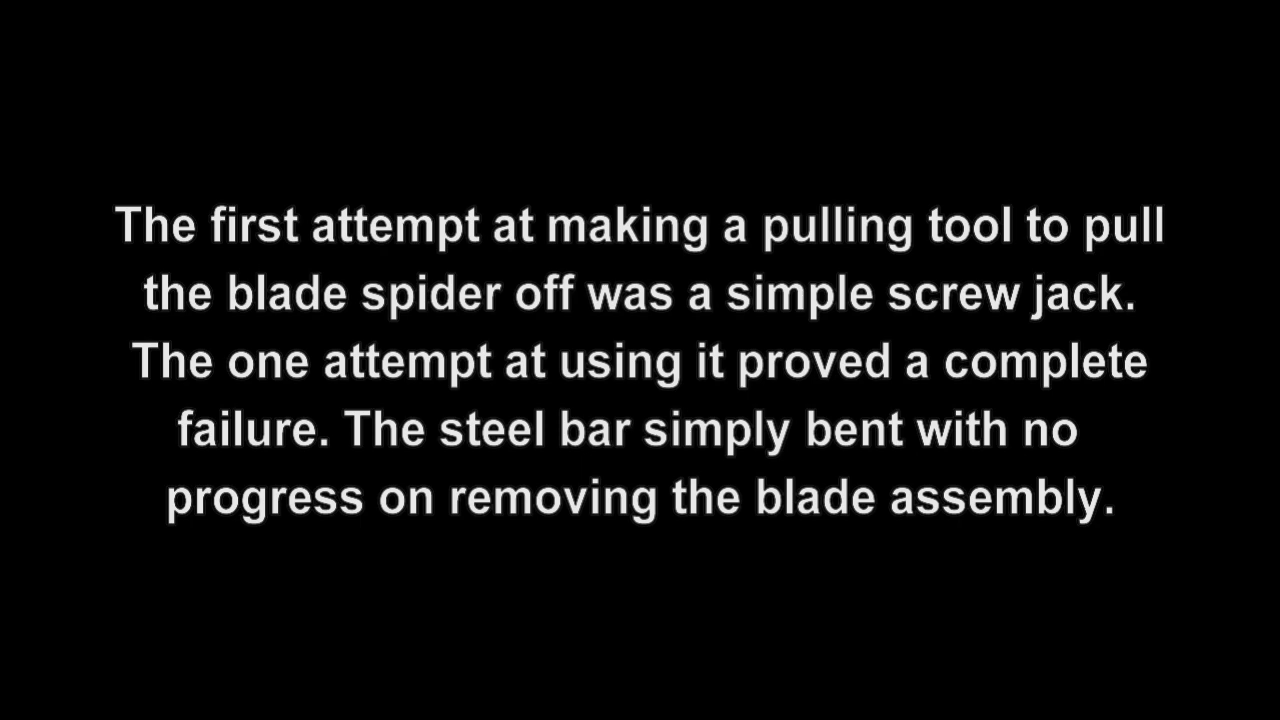 The first attempt at making a pulling tool to pull
the blade spider off was a simple screw jack.
The one attempt at using it proved a complete
failure. The steel bar simply bent with no
progress on removing the blade assembly.